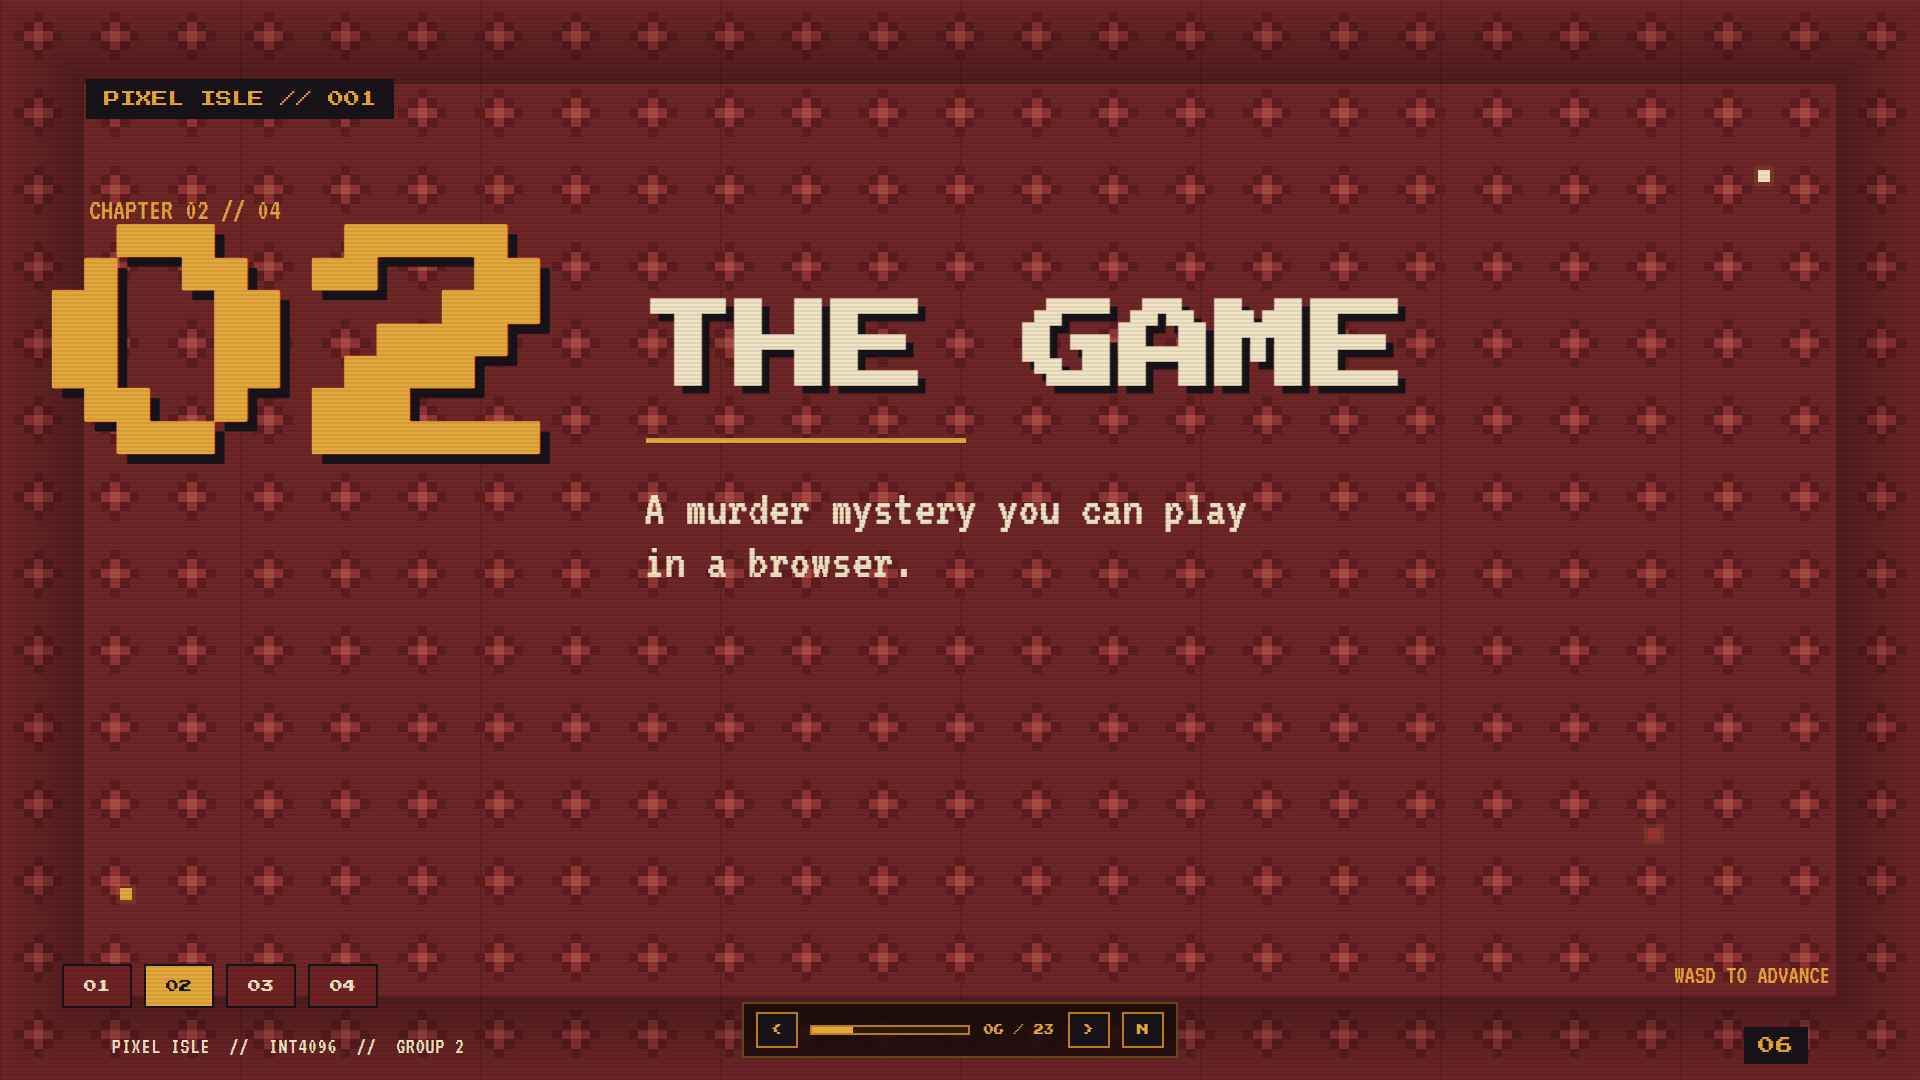 PIXEL ISLE // 001
CHAPTER 02 // 04
02
THE GAME
A murder mystery you can play
in a browser.
01 02 03 04
WASD TO ADVANCE
< 06 / 23 > N
PIXEL ISLE // INT4096 // GROUP 2
06